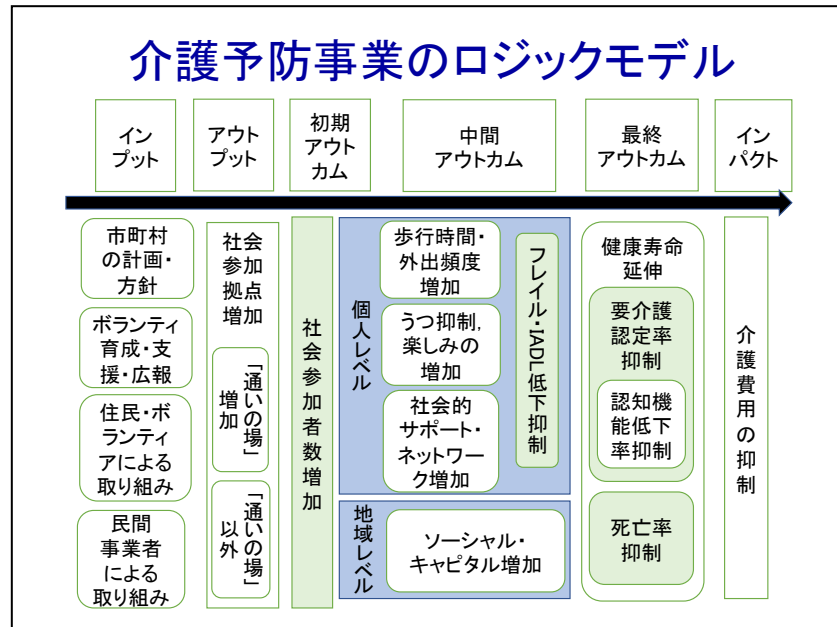 介護予防事業のロジックモデル
イン
プット
アウト
プット
初期
アウト
カム
中間
アウトカム
最終
アウトカム
イン
パクト
市町村
の計画・
方針
ボランティ
育成・支
援・広報
住民・ボ
ランティ
アによる
取り組み
民間
事業者
による
取り組み
社会
参加
拠点
増加
「通いの場」
増加
「通いの場」
以外
社会参加者数増加
個人レベル
歩行時間・
外出頻度
増加
うつ抑制,
楽しみの
増加
社会的
サポート・
ネットワー
ク増加
フレイル・IADL低下抑制
地域レベル
ソーシャル・
キャピタル増加
健康寿命
延伸
要介護
認定率
抑制
認知機
能低下
率抑制
死亡率
抑制
介護費用の抑制